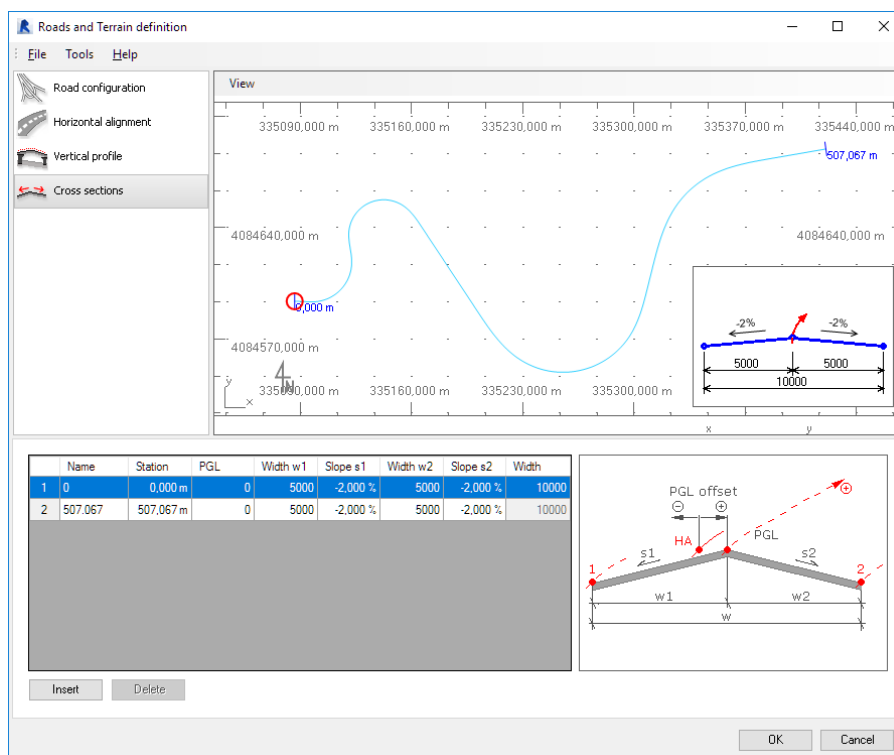 Roads and Terrain definition
File Tools Help
Road configuration
Horizontal alignment
Vertical profile
Cross sections
View
335090,000 m 335160,000 m 335230,000 m 335300,000 m 335370,000 m 335440,000 m
507,067 m
4084640,000 m 4084640,000 m
0,000 m
4084570,000 m
335090,000 m 335160,000 m 335230,000 m 335300,000 m
y
x
N
-2% -2%
5000 5000
10000
x y
Name Station PGL Width w1 Slope s1 Width w2 Slope s2 Width
1 0 0,000 m 0 5000 -2,000 % 5000 -2,000 % 10000
2 507.067 507,067 m 0 5000 -2,000 % 5000 -2,000 % 10000
PGL offset
HA PGL
s1 s2
1 2
w1 w2
w
Insert Delete
OK Cancel